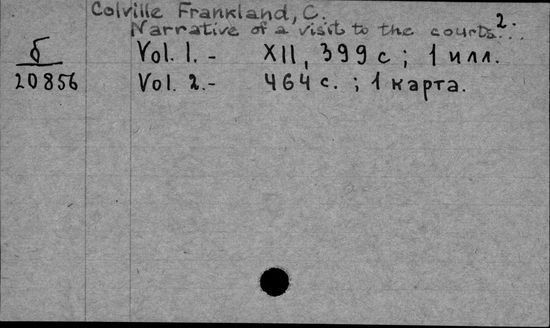 Colville Frankland, C.
Narrative of a visit to the courts... 2.
б Vol. 1.- XII, 399 с; 1 илл.
20856 Vol. 2.- 464 с.; 1 карта.